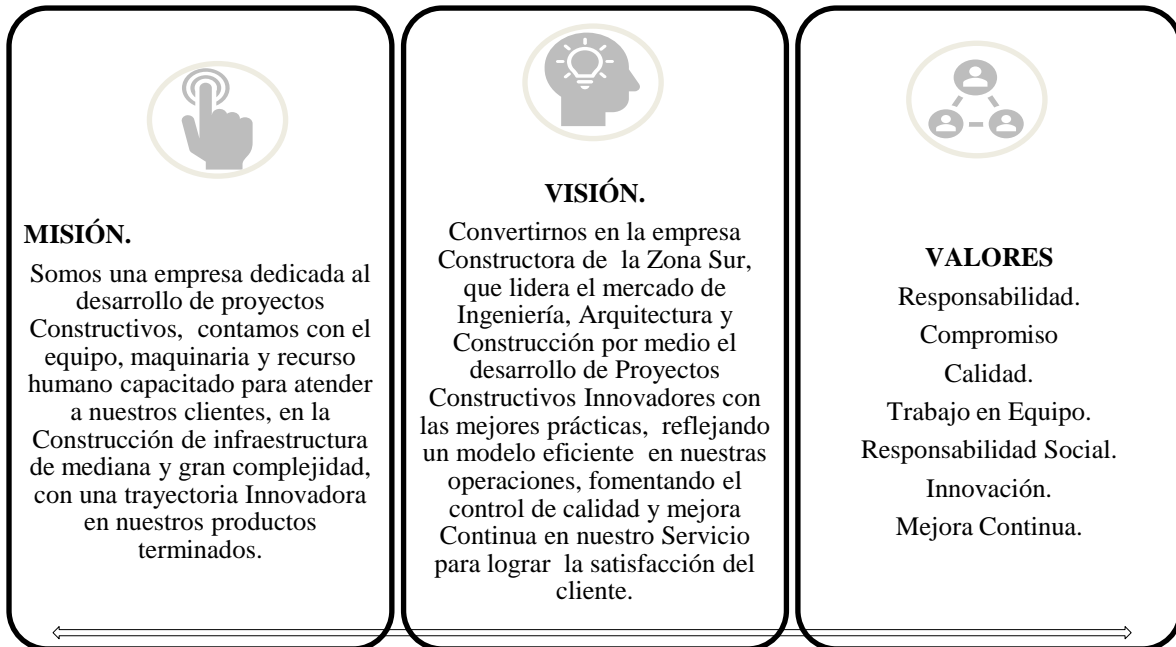 MISIÓN.
Somos una empresa dedicada al
desarrollo de proyectos
Constructivos, contamos con el
equipo, maquinaria y recurso
humano capacitado para atender
a nuestros clientes, en la
Construcción de infraestructura
de mediana y gran complejidad,
con una trayectoria Innovadora
en nuestros productos
terminados.
VISIÓN.
Convertirnos en la empresa
Constructora de la Zona Sur,
que lidera el mercado de
Ingeniería, Arquitectura y
Construcción por medio el
desarrollo de Proyectos
Constructivos Innovadores con
las mejores prácticas, reflejando
un modelo eficiente en nuestras
operaciones, fomentando el
control de calidad y mejora
Continua en nuestro Servicio
para lograr la satisfacción del
cliente.
VALORES
Responsabilidad.
Compromiso
Calidad.
Trabajo en Equipo.
Responsabilidad Social.
Innovación.
Mejora Continua.